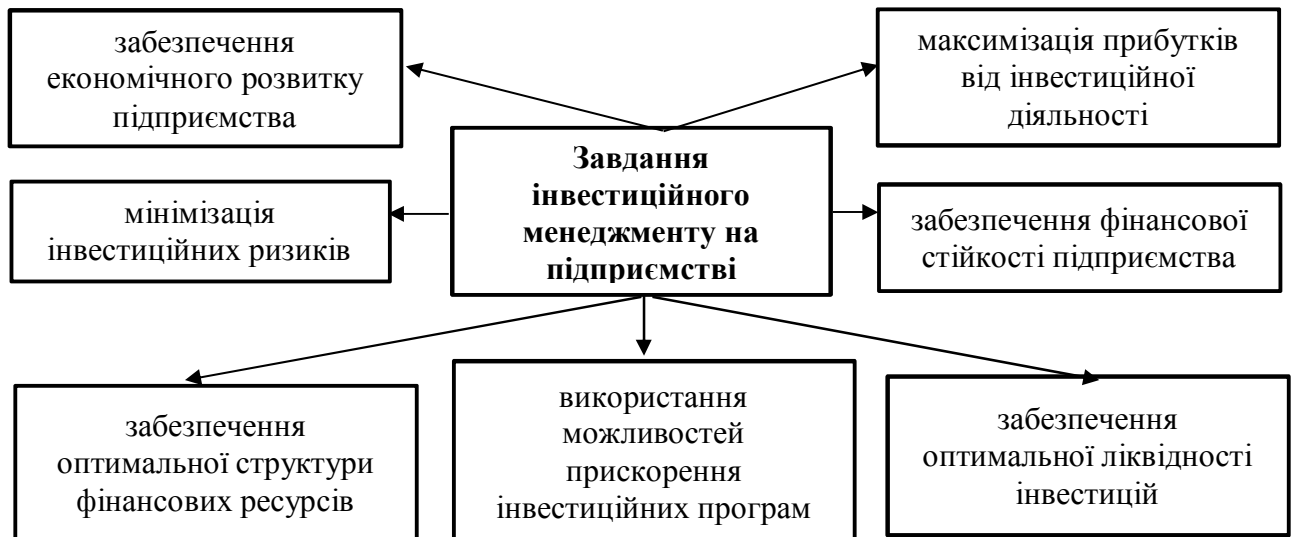 забезпечення
економічного розвитку
підприємства
максимізація прибутків
від інвестиційної
діяльності
Завдання
інвестиційного
менеджменту на
підприємстві
мінімізація
інвестиційних ризиків
забезпечення фінансової
стійкості підприємства
забезпечення
оптимальної структури
фінансових ресурсів
використання
можливостей
прискорення
інвестиційних програм
забезпечення
оптимальної ліквідності
інвестицій